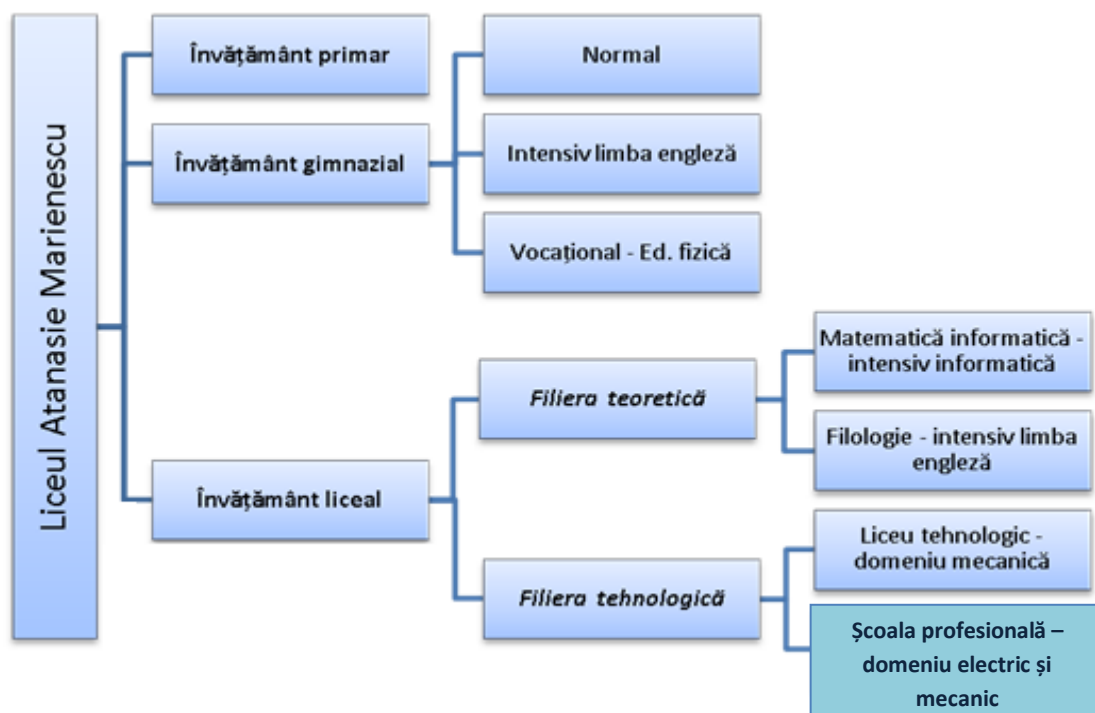 Liceul Atanasie Marienescu
Învățământ primar
Învățământ gimnazial
Normal
Intensiv limba engleză
Vocațional - Ed. fizică
Învățământ liceal
Filiera teoretică
Matematică informatică -
intensiv informatică
Filologie - intensiv limba
engleză
Filiera tehnologică
Liceu tehnologic -
domeniu mecanică
Școala profesională –
domeniu electric și
mecanic